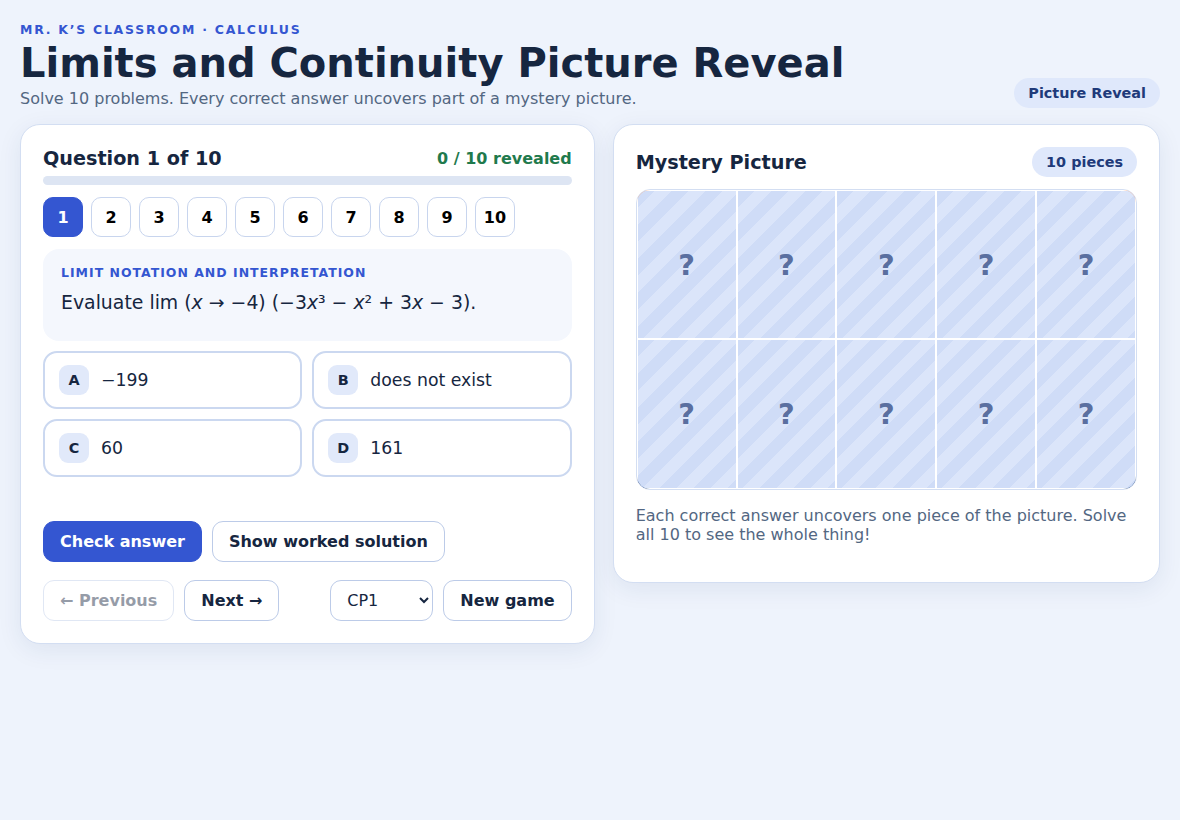 MR. K’S CLASSROOM · CALCULUS
Limits and Continuity Picture Reveal
Solve 10 problems. Every correct answer uncovers part of a mystery picture.
Picture Reveal
Question 1 of 10
0 / 10 revealed
1 2 3 4 5 6 7 8 9 10
LIMIT NOTATION AND INTERPRETATION
Evaluate lim (x → −4) (−3x³ − x² + 3x − 3).
A −199
B does not exist
C 60
D 161
Check answer
Show worked solution
← Previous
Next →
CP1
New game
Mystery Picture
10 pieces
? ? ? ? ?
? ? ? ? ?
Each correct answer uncovers one piece of the picture. Solve
all 10 to see the whole thing!